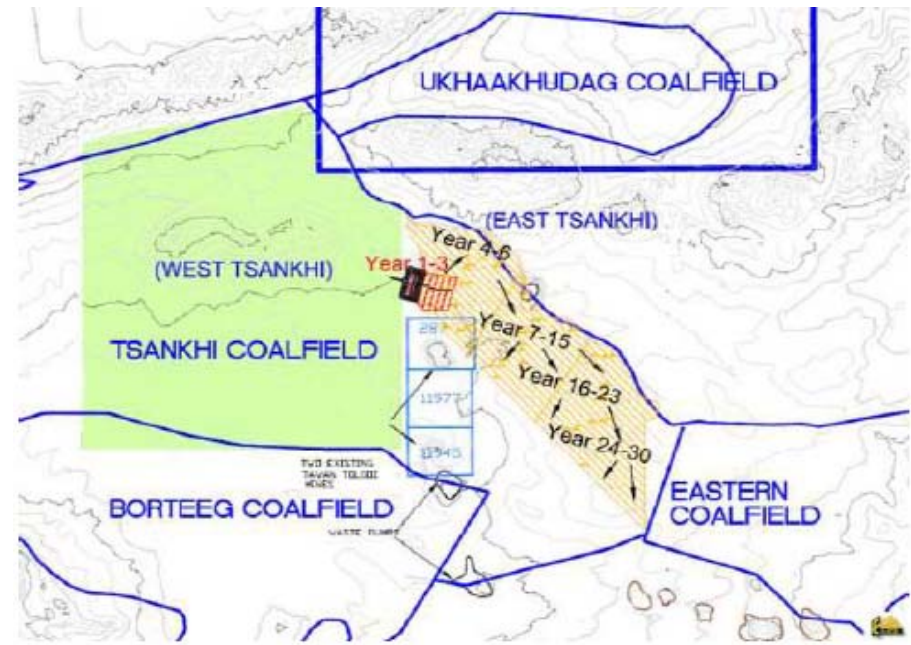 UKHAAKHUDAG COALFIELD
(EAST TSANKHI)
Year 4-6
(WEST TSANKHI)
Year 1-3
TSANKHI COALFIELD
Year 7-15
11977
Year 16-23
11945
Year 24-30
TWO EXISTING
TAVAN TOLGOI
MINES
BORTEEG COALFIELD
EASTERN
COALFIELD
WASTE DUMPS